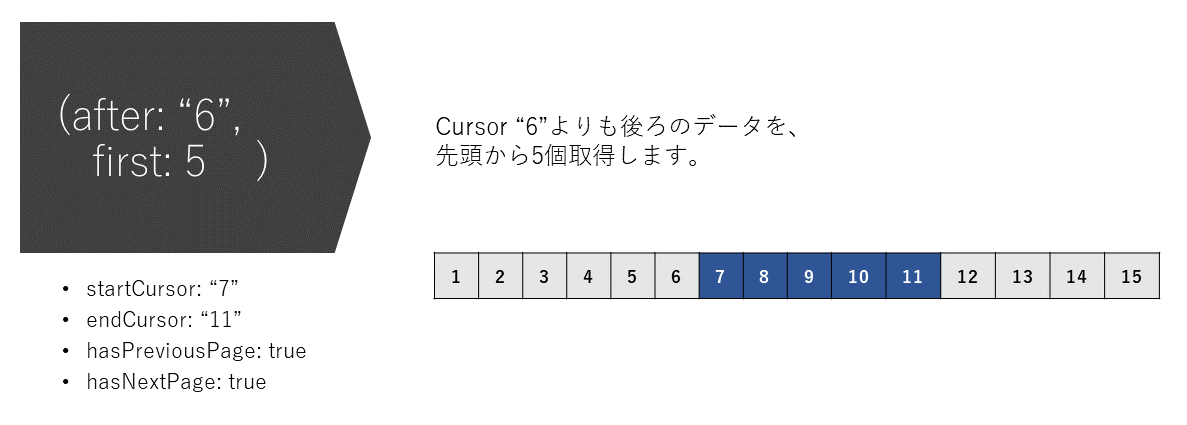 (after: “6”,
first: 5 )
• startCursor: “7”
• endCursor: “11”
• hasPreviousPage: true
• hasNextPage: true
Cursor “6”よりも後ろのデータを、
先頭から5個取得します。
1 2 3 4 5 6 7 8 9 10 11 12 13 14 15